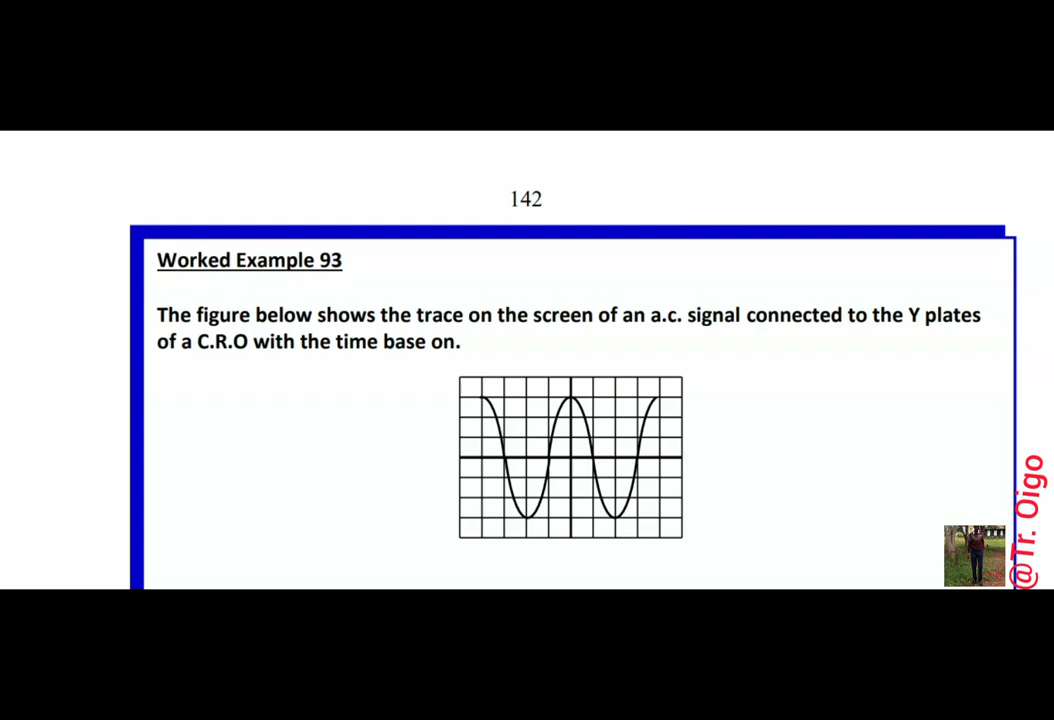 142
Worked Example 93
The figure below shows the trace on the screen of an a.c. signal connected to the Y plates
of a C.R.O with the time base on.
@Tr. Oigo